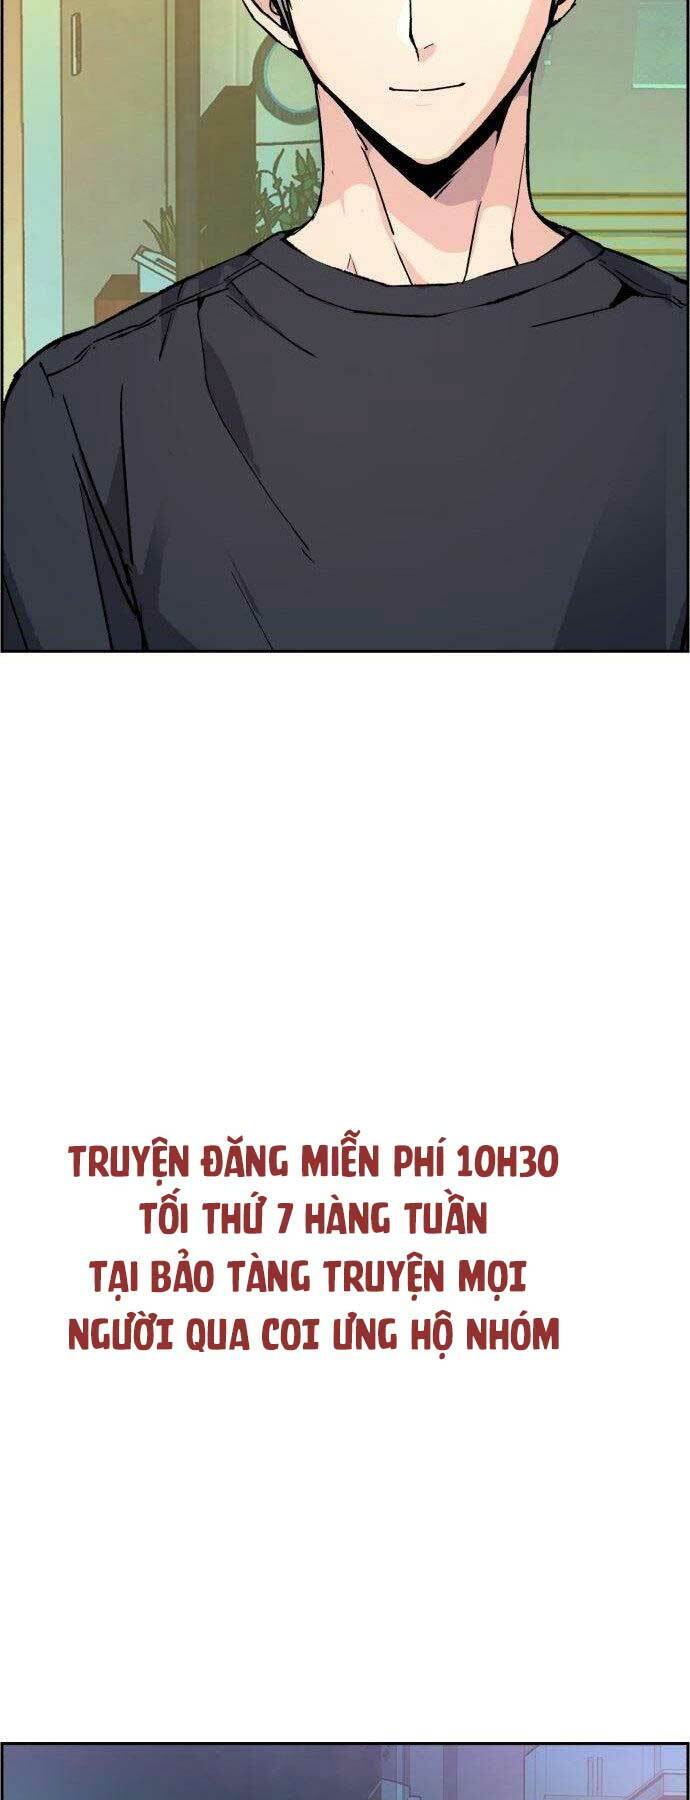 TRUYỆN ĐĂNG MIỄN PHÍ 10H30
TỐI THỨ 7 HÀNG TUẦN
TẠI BẢO TÀNG TRUYỆN MỌI
NGƯỜI QUA COI ƯNG HỘ NHÓM